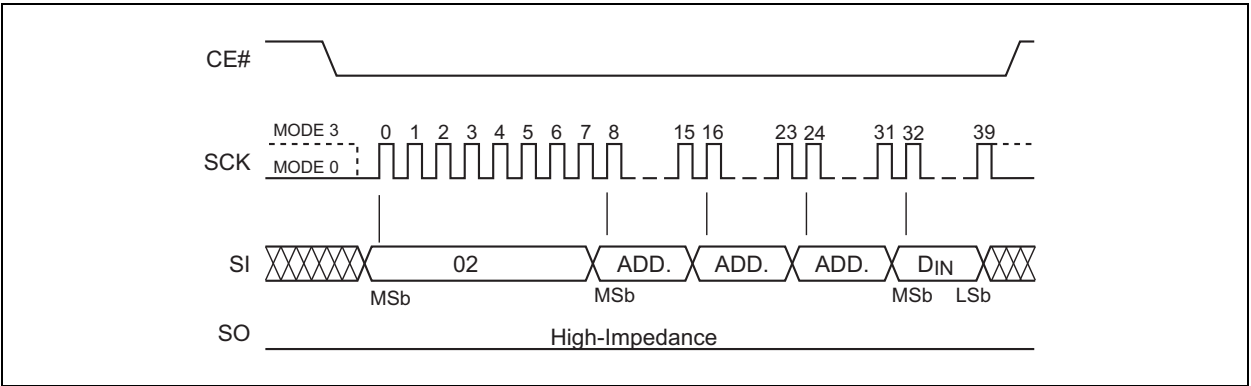 CE#
MODE 3
0 1 2 3 4 5 6 7 8 15 16 23 24 31 32 39
SCK
MODE 0
SI 02 ADD. ADD. ADD. DIN
MSb MSb MSb LSb
SO High-Impedance